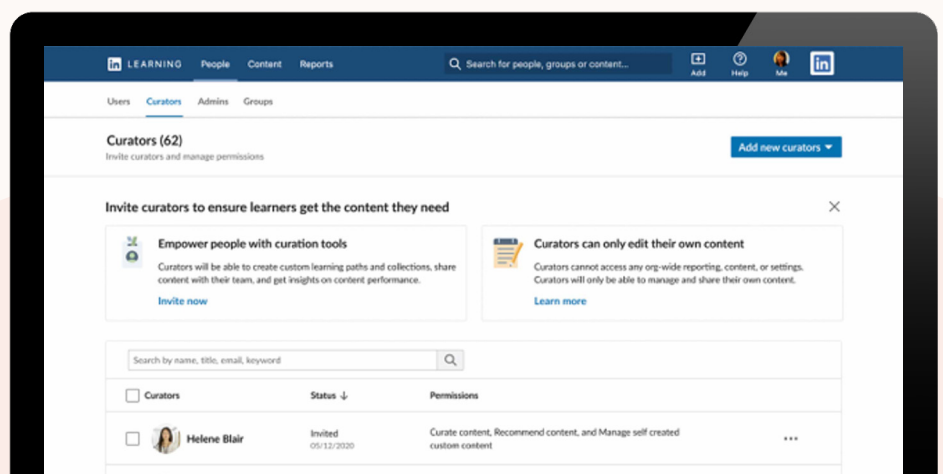 in LEARNING People Content Reports Search for people, groups or content... Add Help Me in
Users Curators Admins Groups
Curators (62)
Invite curators and manage permissions
Add new curators
Invite curators to ensure learners get the content they need
Empower people with curation tools
Curators will be able to create custom learning paths and collections, share
content with their team, and get insights on content performance.
Invite now
Curators can only edit their own content
Curators cannot access any org-wide reporting, content, or settings.
Curators will only be able to manage and share their own content.
Learn more
Search by name, title, email, keyword
Curators Status Permissions
Helene Blair
Invited
05/12/2020
Curate content, Recommend content, and Manage self created
custom content